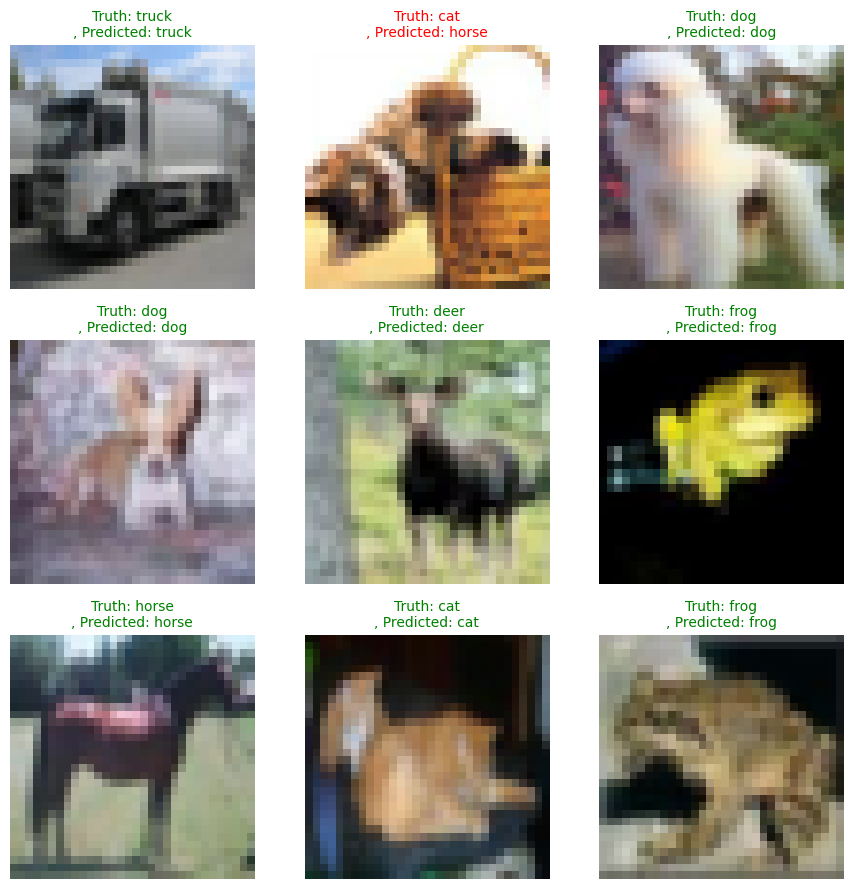 Truth: truck
, Predicted: truck
Truth: cat
, Predicted: horse
Truth: dog
, Predicted: dog
Truth: dog
, Predicted: dog
Truth: deer
, Predicted: deer
Truth: frog
, Predicted: frog
Truth: horse
, Predicted: horse
Truth: cat
, Predicted: cat
Truth: frog
, Predicted: frog